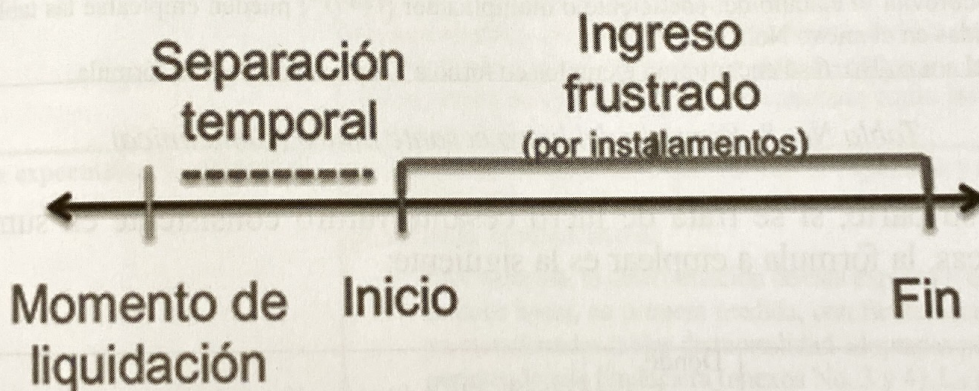 Separación
temporal
Ingreso
frustrado
(por instalamentos)
Momento de
liquidación
Inicio
Fin